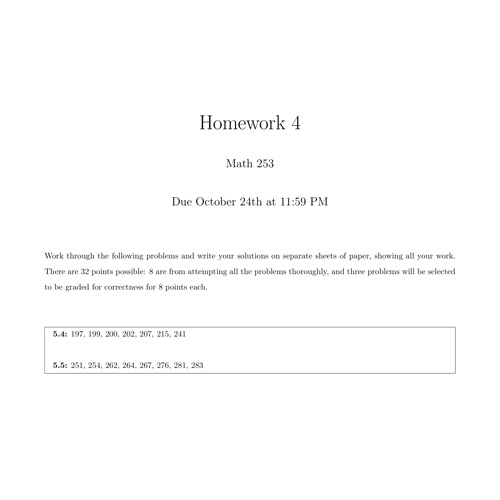 Homework 4
Math 253
Due October 24th at 11:59 PM
Work through the following problems and write your solutions on separate sheets of paper, showing all your work.
There are 32 points possible: 8 are from attempting all the problems thoroughly, and three problems will be selected
to be graded for correctness for 8 points each.
5.4: 197, 199, 200, 202, 207, 215, 241
5.5: 251, 254, 262, 264, 267, 276, 281, 283